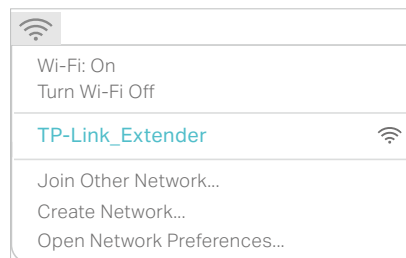 Wi-Fi: On
Turn Wi-Fi Off
TP-Link_Extender
Join Other Network...
Create Network...
Open Network Preferences...